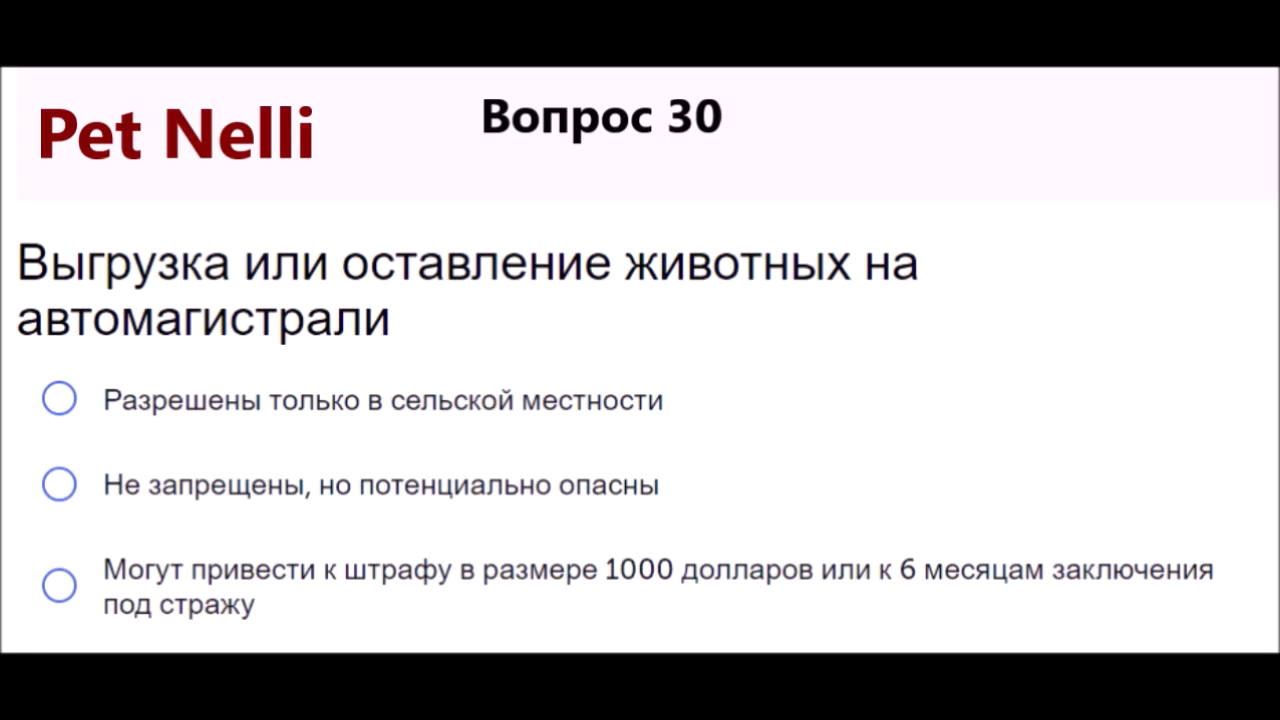 Pet Nelli
Вопрос 30
Выгрузка или оставление животных на
автомагистрали
Разрешены только в сельской местности
Не запрещены, но потенциально опасны
Могут привести к штрафу в размере 1000 долларов или к 6 месяцам заключения
под стражу